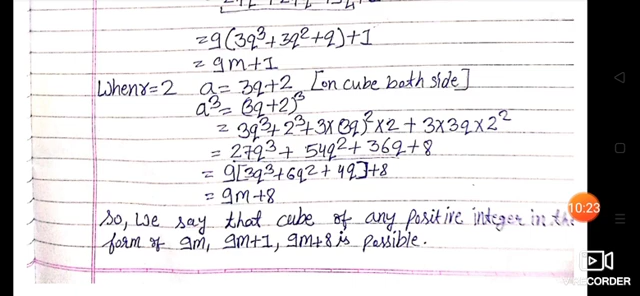 =9(3q³+3q²+q)+1
= 9m+1
When r=2 a= 3q+2 [on cube both side]
a³= (3q+2)³
= 3q³+2³+3×(3q)²×2+3×3q×2²
= 27q³+ 54q²+36q+8
= 9[3q³+6q²+4q]+8
= 9m+8
So, We say that cube of any positive integer in the
form of 9m, 9m+1, 9m+8 is possible.
10:23
RECORDER